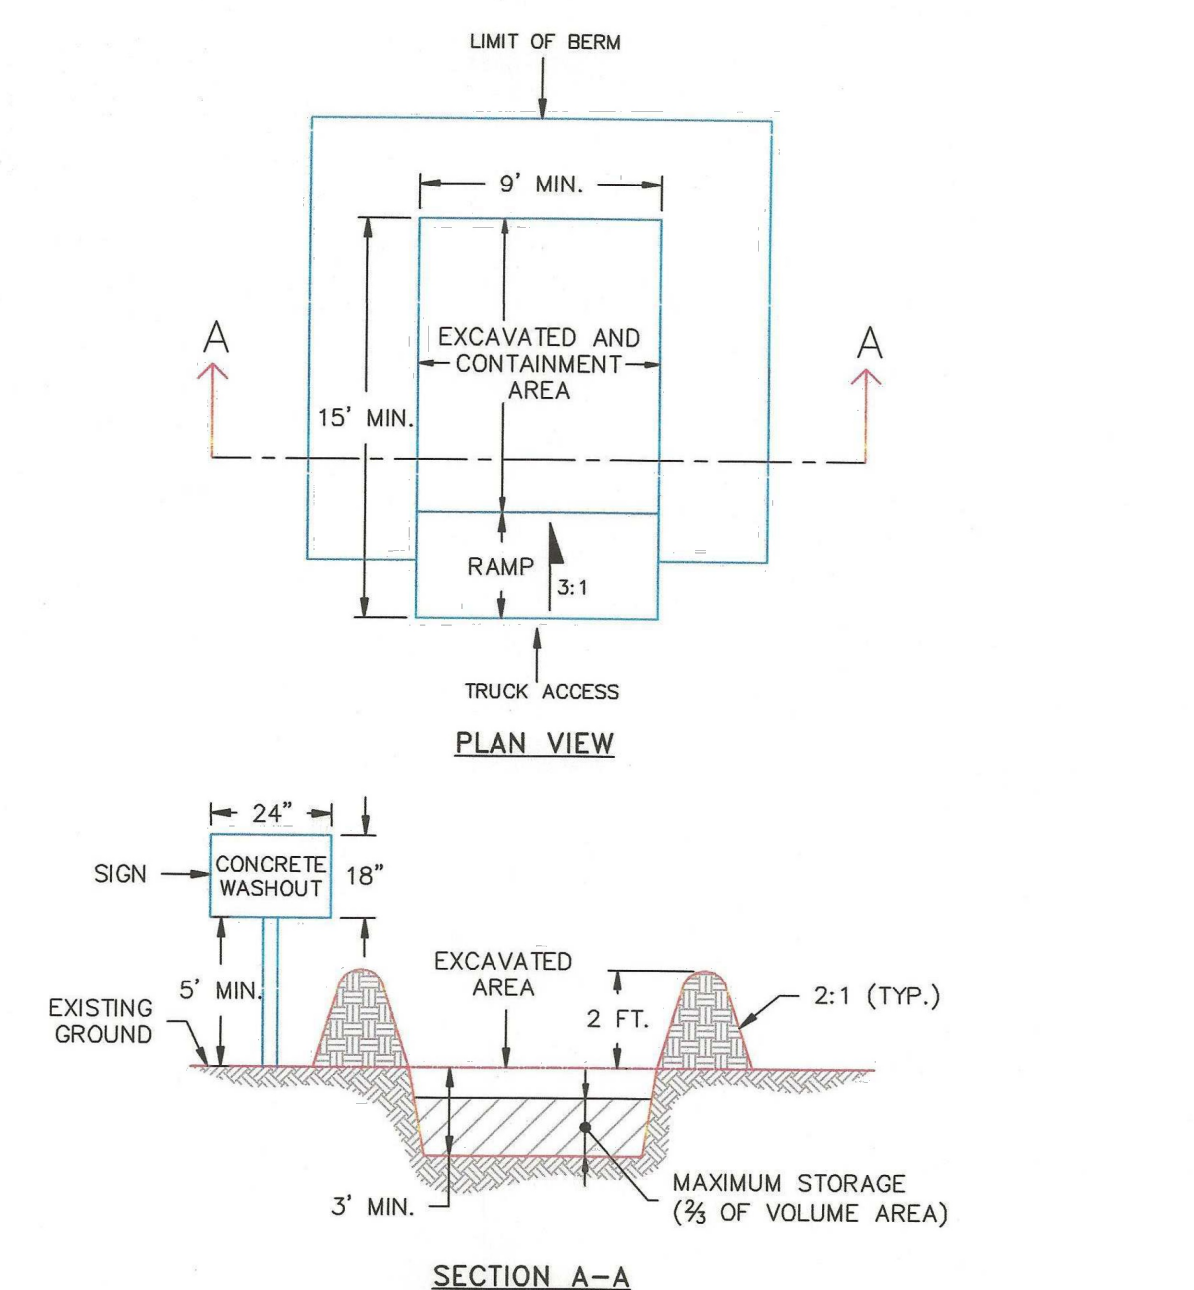 LIMIT OF BERM
9' MIN.
A
A
EXCAVATED AND
CONTAINMENT
AREA
15' MIN.
RAMP
3:1
TRUCK ACCESS
PLAN VIEW
24"
SIGN
CONCRETE
WASHOUT
18"
5' MIN.
EXCAVATED
AREA
2 FT.
2:1 (TYP.)
EXISTING
GROUND
3' MIN.
MAXIMUM STORAGE
(⅔ OF VOLUME AREA)
SECTION A-A